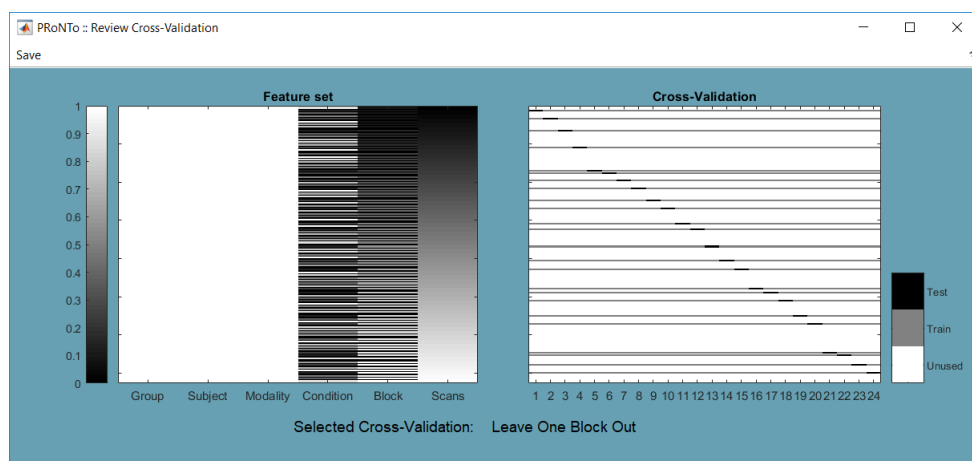 PRoNTo :: Review Cross-Validation
Save
Feature set
Cross-Validation
1
0.9
0.8
0.7
0.6
0.5
0.4
0.3
0.2
0.1
0
Group Subject Modality Condition Block Scans
1 2 3 4 5 6 7 8 9 10 11 12 13 14 15 16 17 18 19 20 21 22 23 24
Test
Train
Unused
Selected Cross-Validation: Leave One Block Out